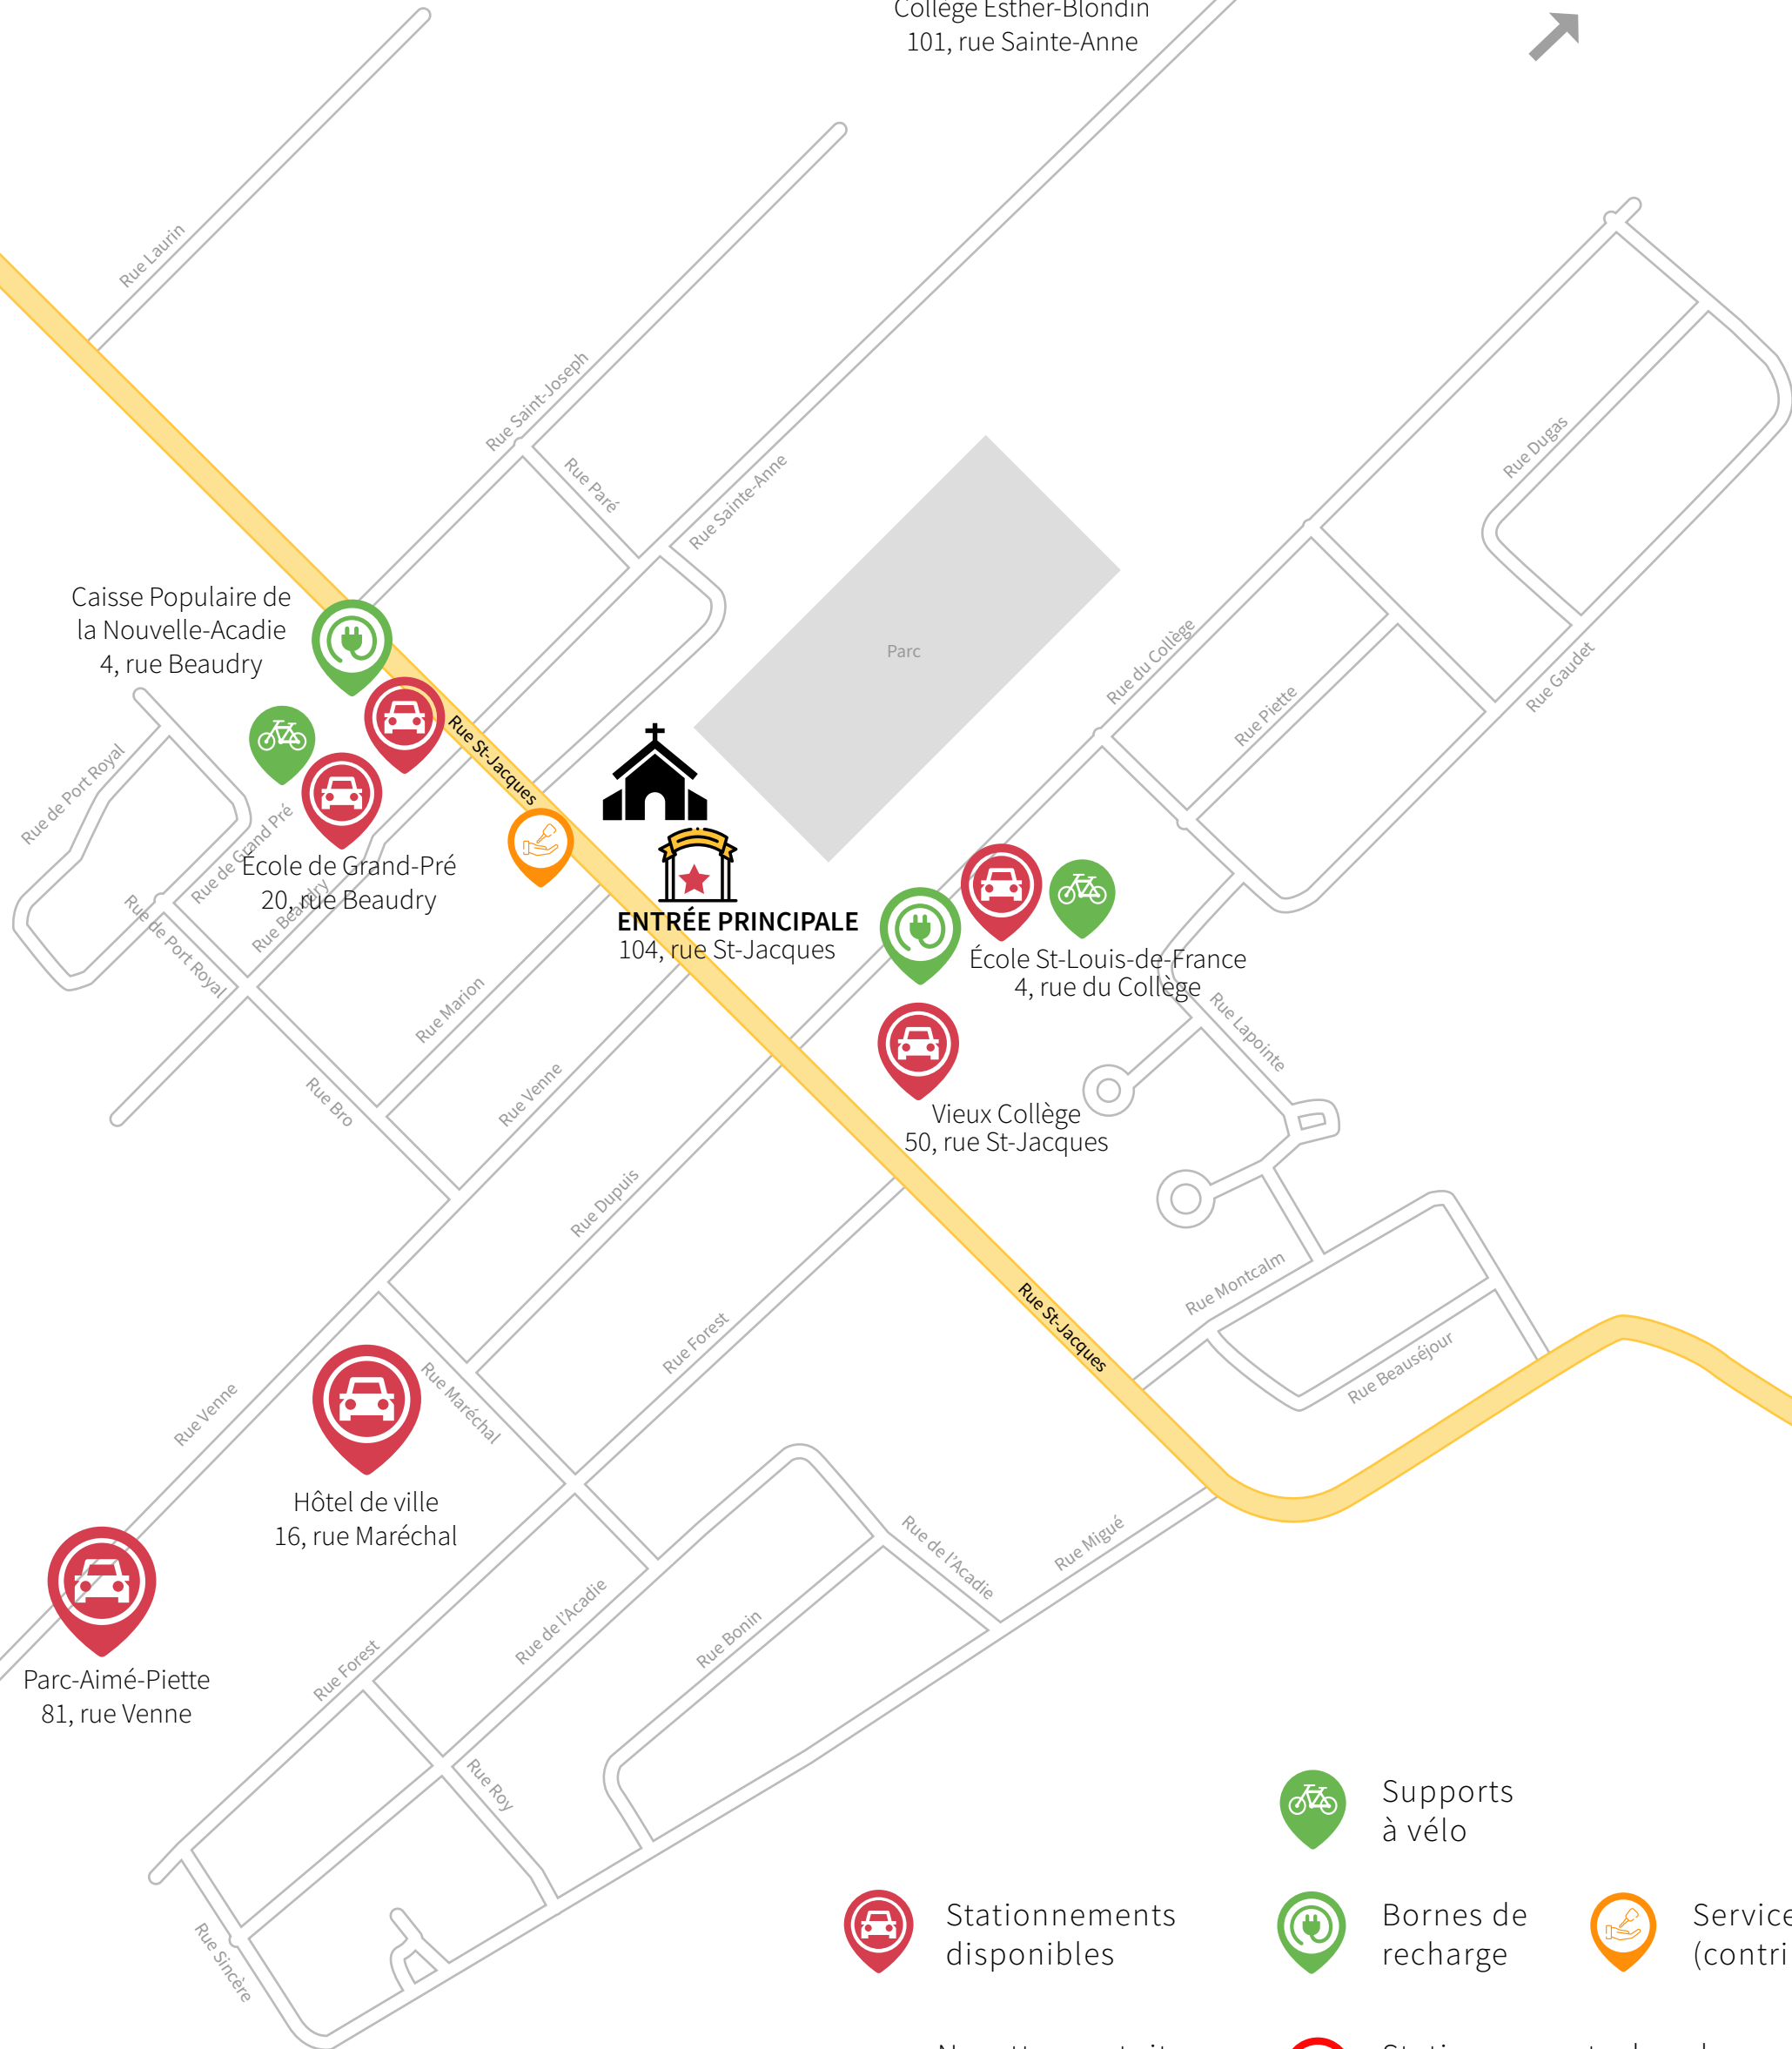 Collège Esther-Blondin
101, rue Sainte-Anne
Rue Laurin
Rue Saint-Joseph
Rue Paré
Rue Sainte-Anne
Rue Dugas
Caisse Populaire de
la Nouvelle-Acadie
4, rue Beaudry
Parc
Rue du Collège
Rue Piette
Rue Gaudet
Rue de Port Royal
Rue St-Jacques
Rue de Grand Pré
École de Grand-Pré
20, rue Beaudry
Rue Beaudry
Rue de Port Royal
ENTRÉE PRINCIPALE
104, rue St-Jacques
École St-Louis-de-France
4, rue du Collège
Rue Lapointe
Rue Marion
Rue Bro
Rue Venne
Vieux Collège
50, rue St-Jacques
Rue Dupuis
Rue Montcalm
Rue St-Jacques
Rue Forest
Rue Beauséjour
Rue Venne
Rue Maréchal
Hôtel de ville
16, rue Maréchal
Rue de l'Acadie
Rue Migué
Rue de l'Acadie
Rue Bonin
Rue Forest
Parc-Aimé-Piette
81, rue Venne
Rue Roy
Rue Sincère
Supports
à vélo
Stationnements
disponibles
Bornes de
recharge
Service
(contri